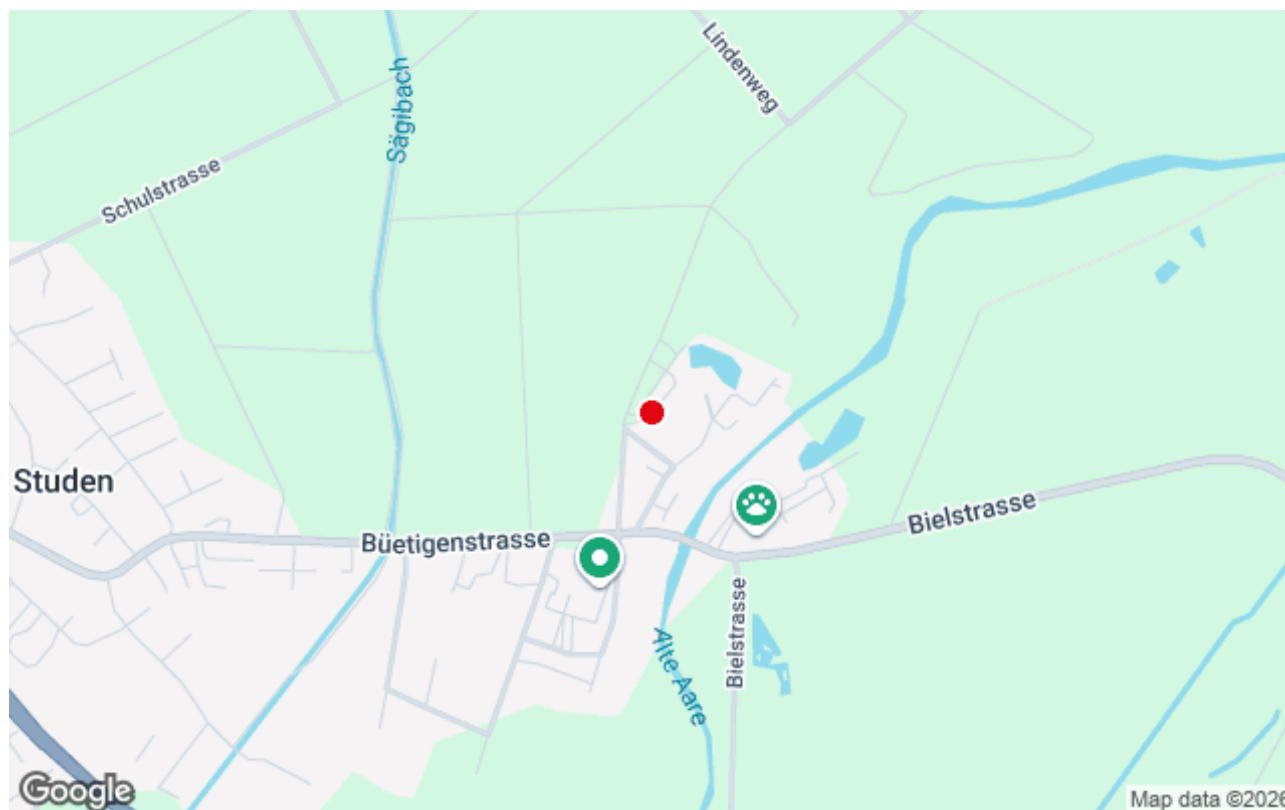 Lindenweg
Sägibach
Schulstrasse
Studen
Bielstrasse
Büetigenstrasse
Bielstrasse
Alte Aare
Google
Map data ©2026